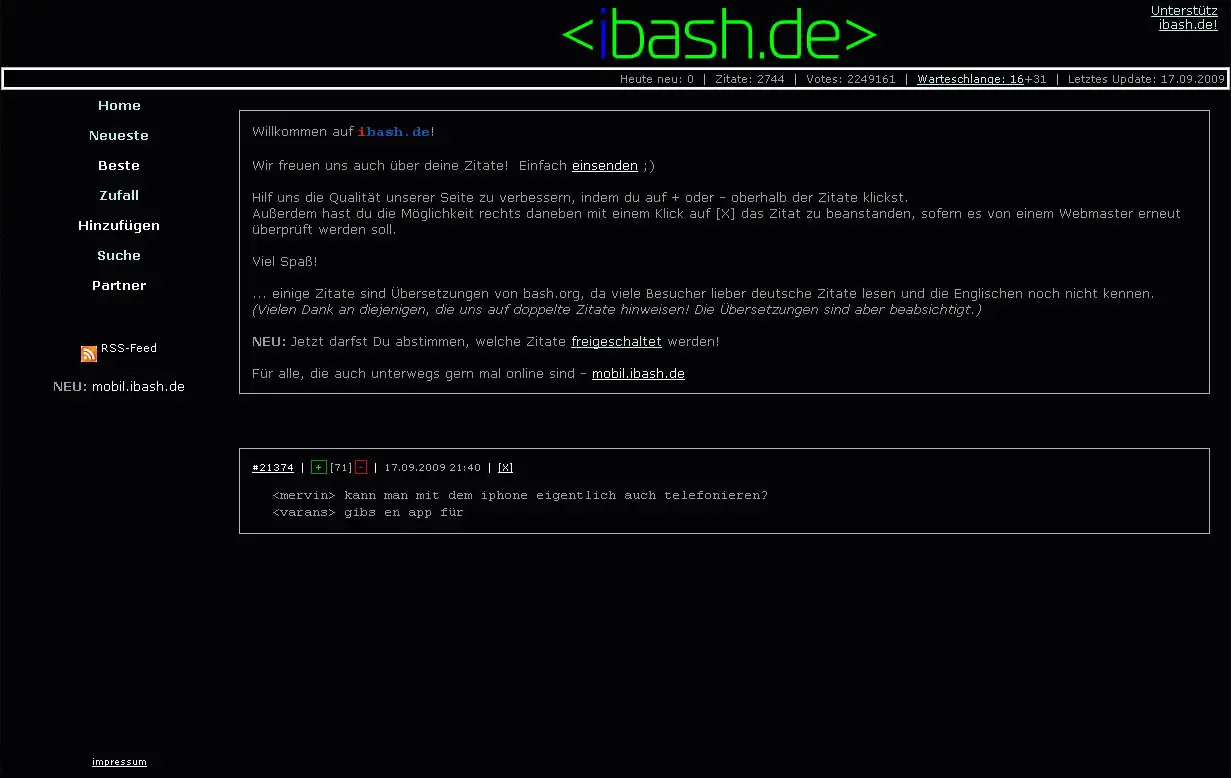 <ibash.de>
Unterstütz
ibash.de!
Heute neu: 0 | Zitate: 2744 | Votes: 2249161 | Warteschlange: 16+31 | Letztes Update: 17.09.2009
Home
Neueste
Beste
Zufall
Hinzufügen
Suche
Partner
RSS-Feed
NEU: mobil.ibash.de
Willkommen auf ibash.de!
Wir freuen uns auch über deine Zitate! Einfach einsenden ;)
Hilf uns die Qualität unserer Seite zu verbessern, indem du auf + oder - oberhalb der Zitate klickst.
Außerdem hast du die Möglichkeit rechts daneben mit einem Klick auf [X] das Zitat zu beanstanden, sofern es von einem Webmaster erneut
überprüft werden soll.
Viel Spaß!
... einige Zitate sind Übersetzungen von bash.org, da viele Besucher lieber deutsche Zitate lesen und die Englischen noch nicht kennen.
(Vielen Dank an diejenigen, die uns auf doppelte Zitate hinweisen! Die Übersetzungen sind aber beabsichtigt.)
NEU: Jetzt darfst Du abstimmen, welche Zitate freigeschaltet werden!
Für alle, die auch unterwegs gern mal online sind - mobil.ibash.de
#21374 | + [71] - | 17.09.2009 21:40 | [X]
<mervin> kann man mit dem iphone eigentlich auch telefonieren?
<varans> gibs en app für
impressum